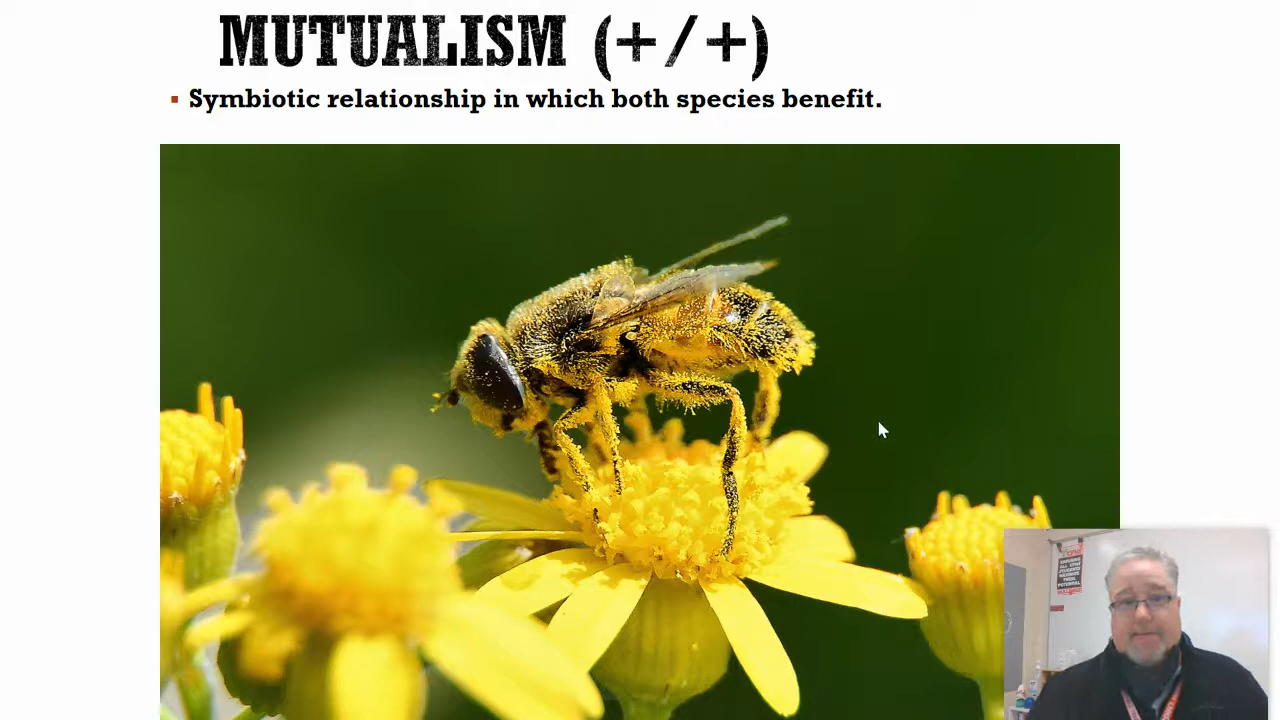 MUTUALISM (+/+)
▪ Symbiotic relationship in which both species benefit.